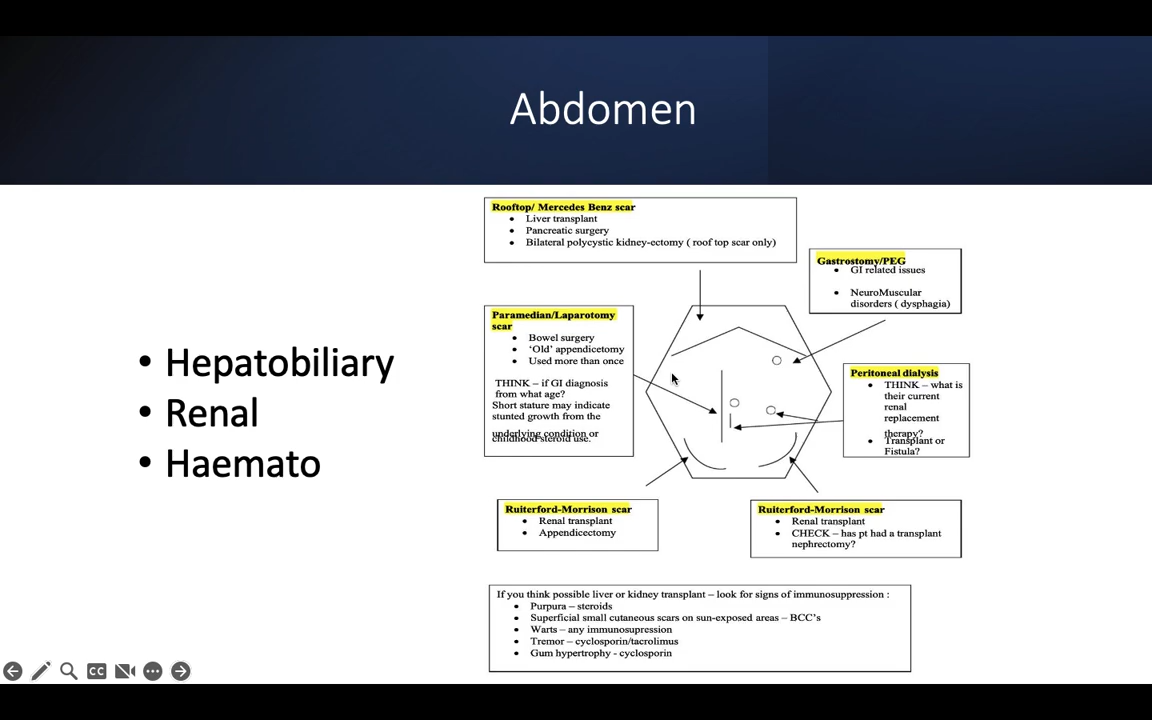 Abdomen
• Hepatobiliary
• Renal
• Haemato
Rooftop/ Mercedes Benz scar
• Liver transplant
• Pancreatic surgery
• Bilateral polycystic kidney-ectomy ( roof top scar only)
Gastrostomy/PEG
• GI related issues
• NeuroMuscular
disorders ( dysphagia)
Paramedian/Laparotomy
scar
• Bowel surgery
• ‘Old’ appendicetomy
• Used more than once
THINK – if GI diagnosis
from what age?
Short stature may indicate
stunted growth from the
underlying condition or
childhood steroid use.
Peritoneal dialysis
• THINK – what is
their current
renal
replacement
therapy?
• Transplant or
Fistula?
Ruiterford-Morrison scar
• Renal transplant
• Appendicectomy
Ruiterford-Morrison scar
• Renal transplant
• CHECK – has pt had a transplant
nephrectomy?
If you think possible liver or kidney transplant – look for signs of immunosuppression :
• Purpura – steroids
• Superficial small cutaneous scars on sun-exposed areas – BCC’s
• Warts – any immunosupression
• Tremor – cyclosporin/tacrolimus
• Gum hypertrophy - cyclosporin
CC